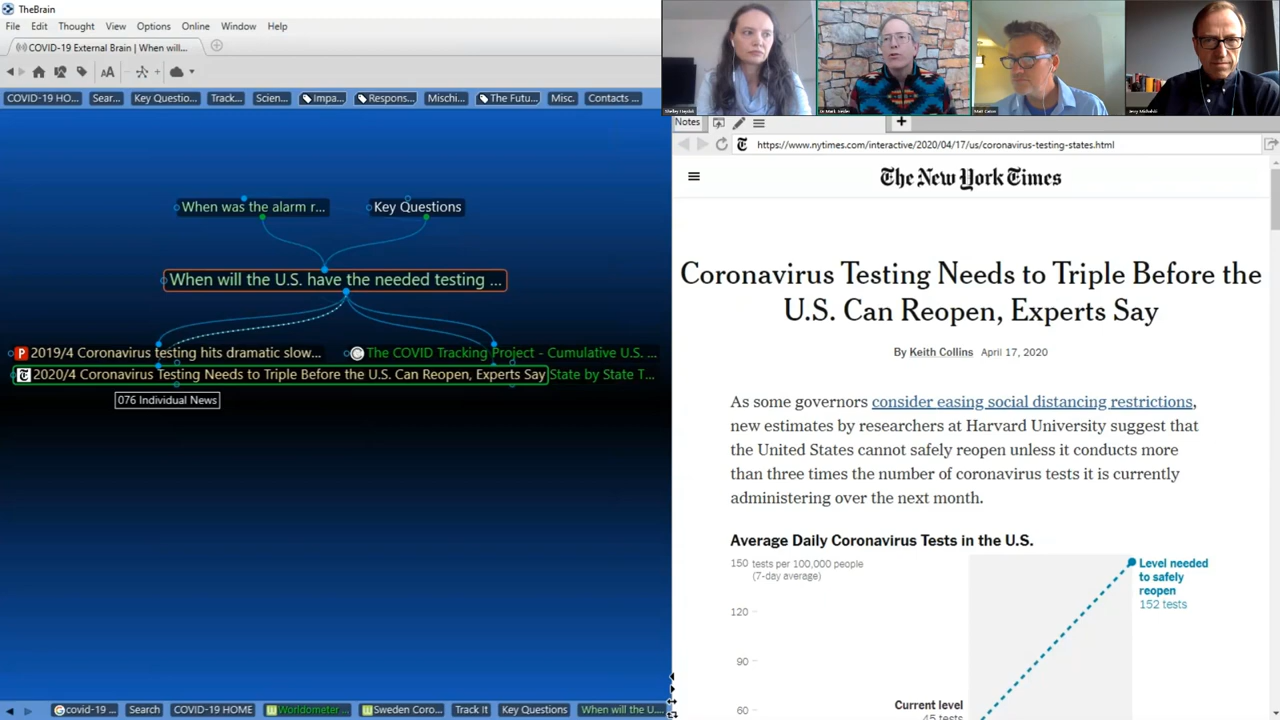 TheBrain
File Edit Thought View Options Online Window Help
COVID-19 External Brain | When will...
COVID-19 HO... Sear... Key Questio... Track... Scien... Impa... Respons... Mischi... The Futu... Misc. Contacts ...
When was the alarm r... Key Questions
When will the U.S. have the needed testing ...
2019/4 Coronavirus testing hits dramatic slow... The COVID Tracking Project - Cumulative U.S. ...
2020/4 Coronavirus Testing Needs to Triple Before the U.S. Can Reopen, Experts Say State by State T...
076 Individual News
covid-19 ... Search COVID-19 HOME Worldometer ... Sweden Coro... Track It Key Questions When will the U....
Notes
https://www.nytimes.com/interactive/2020/04/17/us/coronavirus-testing-states.html
The New York Times
Coronavirus Testing Needs to Triple Before the
U.S. Can Reopen, Experts Say
By Keith Collins April 17, 2020
As some governors consider easing social distancing restrictions,
new estimates by researchers at Harvard University suggest that
the United States cannot safely reopen unless it conducts more
than three times the number of coronavirus tests it is currently
administering over the next month.
Average Daily Coronavirus Tests in the U.S.
150 tests per 100,000 people
(7-day average)
Level needed
to safely
reopen
152 tests
120
90
60
Current level
45 tests